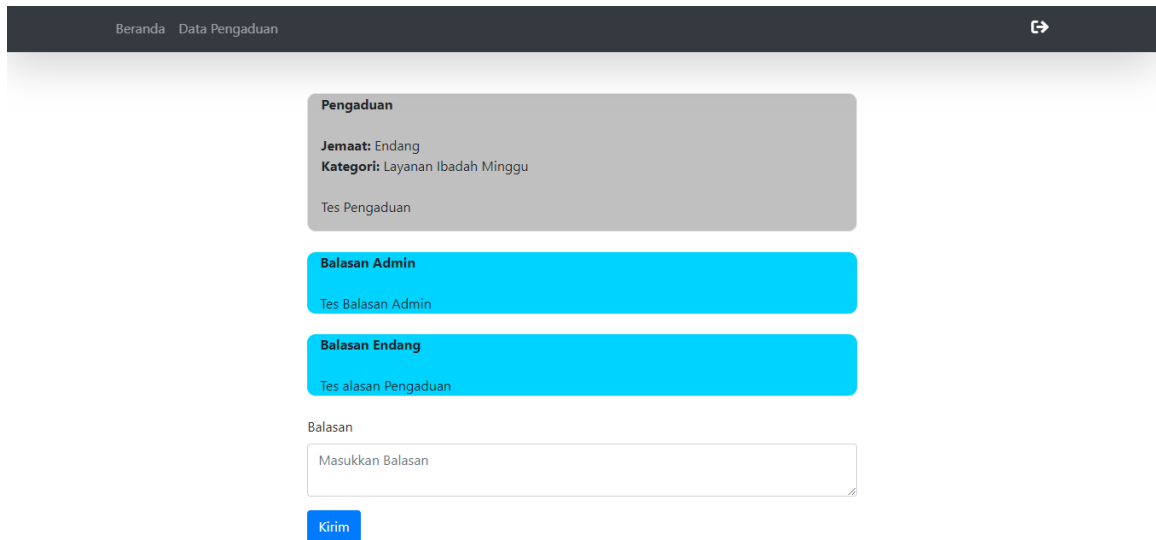 Beranda Data Pengaduan
Pengaduan
Jemaat: Endang
Kategori: Layanan Ibadah Minggu
Tes Pengaduan
Balasan Admin
Tes Balasan Admin
Balasan Endang
Tes alasan Pengaduan
Balasan
Masukkan Balasan
Kirim